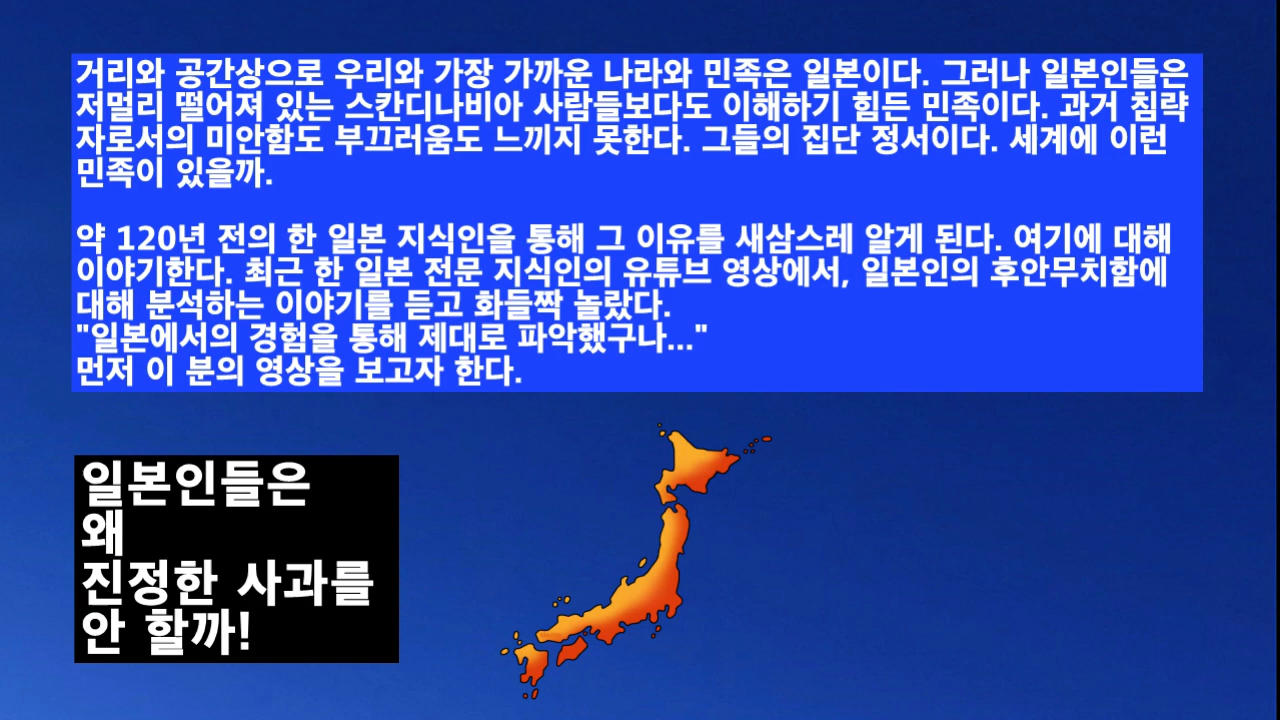 거리와 공간상으로 우리와 가장 가까운 나라와 민족은 일본이다. 그러나 일본인들은
저멀리 떨어져 있는 스칸디나비아 사람들보다도 이해하기 힘든 민족이다. 과거 침략
자로서의 미안함도 부끄러움도 느끼지 못한다. 그들의 집단 정서이다. 세계에 이런
민족이 있을까.
약 120년 전의 한 일본 지식인을 통해 그 이유를 새삼스레 알게 된다. 여기에 대해
이야기한다. 최근 한 일본 전문 지식인의 유튜브 영상에서, 일본인의 후안무치함에
대해 분석하는 이야기를 듣고 화들짝 놀랐다.
"일본에서의 경험을 통해 제대로 파악했구나..."
먼저 이 분의 영상을 보고자 한다.
일본인들은
왜
진정한 사과를
안 할까!